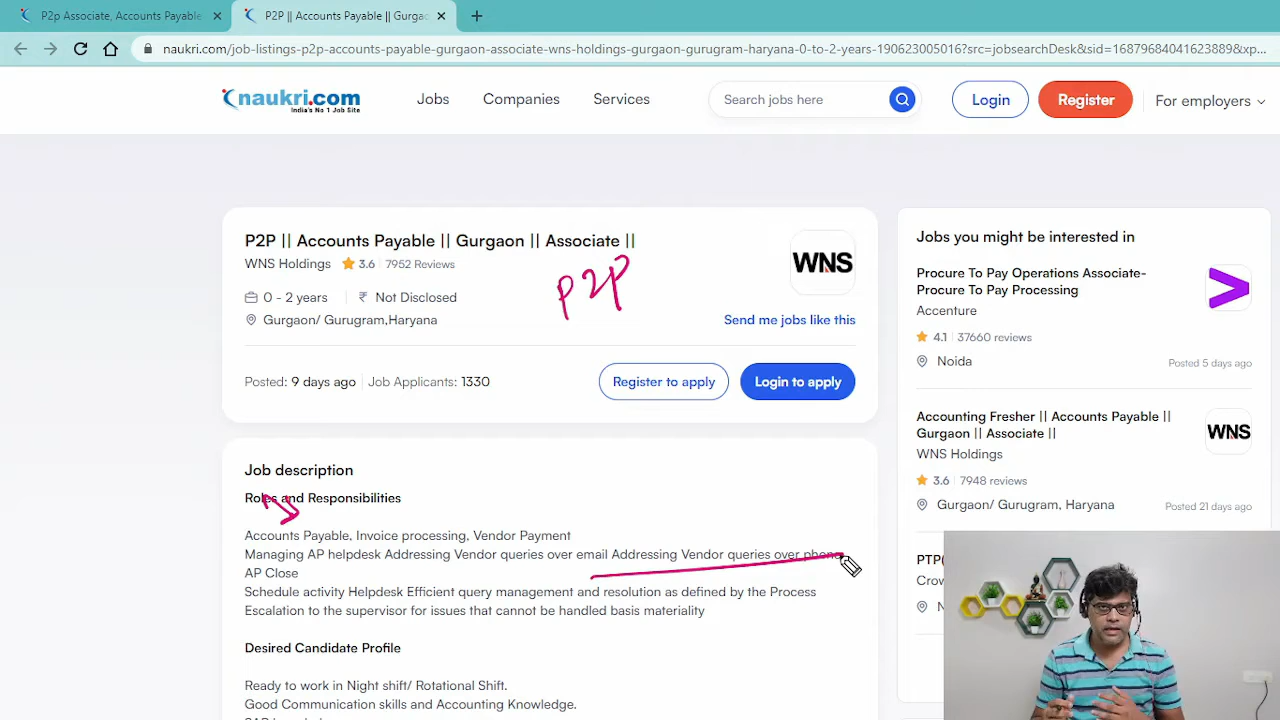 P2p Associate, Accounts Payable
P2P || Accounts Payable || Gurgao
naukri.com/job-listings-p2p-accounts-payable-gurgaon-associate-wns-holdings-gurgaon-gurugram-haryana-0-to-2-years-190623005016?src=jobsearchDesk&sid=16879684041623889&xp...
naukri.com
India's No 1 Job Site
Jobs
Companies
Services
Search jobs here
Login
Register
For employers
P2P || Accounts Payable || Gurgaon || Associate ||
WNS Holdings
3.6
7952 Reviews
WNS
P2P
0 - 2 years
Not Disclosed
Gurgaon/ Gurugram,Haryana
Send me jobs like this
Posted: 9 days ago
Job Applicants: 1330
Register to apply
Login to apply
Job description
Roles and Responsibilities
Accounts Payable, Invoice processing, Vendor Payment
Managing AP helpdesk Addressing Vendor queries over email Addressing Vendor queries over phone
AP Close
Schedule activity Helpdesk Efficient query management and resolution as defined by the Process
Escalation to the supervisor for issues that cannot be handled basis materiality
Desired Candidate Profile
Ready to work in Night shift/ Rotational Shift.
Good Communication skills and Accounting Knowledge.
Jobs you might be interested in
Procure To Pay Operations Associate-
Procure To Pay Processing
Accenture
4.1 | 37660 reviews
Noida
Posted 5 days ago
Accounting Fresher || Accounts Payable ||
Gurgaon || Associate ||
WNS
WNS Holdings
3.6 | 7948 reviews
Gurgaon/ Gurugram, Haryana
Posted 21 days ago
PTP(
Crow
N